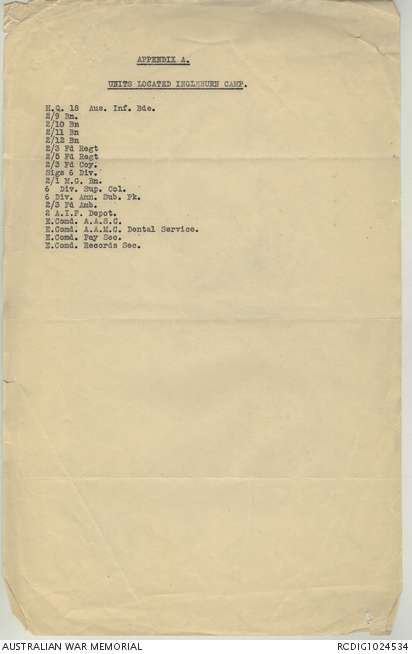 APPENDIX A.
UNITS LOCATED INGLEBURN CAMP.
H.Q. 18 Aus. Inf. Bde.
2/9 Bn.
2/10 Bn
2/11 Bn
2/12 Bn
2/3 Fd Regt
2/5 Fd Regt
2/3 Fd Coy.
Sigs 6 Div.
2/1 M.G. Bn.
6 Div. Sup. Col.
6 Div. Amn. Sub. Pk.
2/3 Fd Amb.
2 A.I.F. Depot.
E.Comd. A.A.S.C.
E.Comd. A.A.M.C. Dental Service.
E.Comd. Pay Sec.
E.Comd. Records Sec.
AUSTRALIAN WAR MEMORIAL
RCDIG1024534